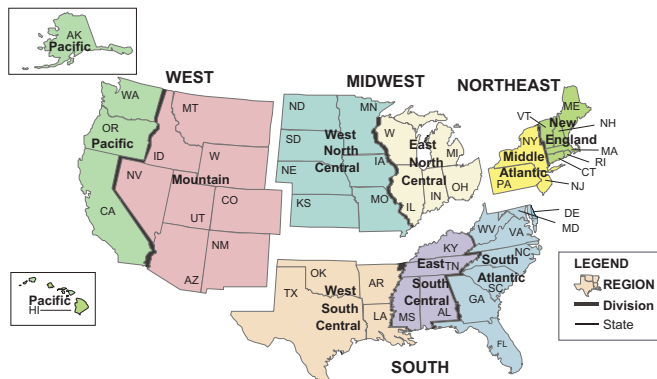 AK
Pacific
WEST
MIDWEST
NORTHEAST
WA
MT
ND
MN
VT
ME
OR
Pacific
ID
W
SD
West
North
Central
IA
W
East
North
Central
MI
NY
New
England
NH
MA
RI
CT
NJ
Middle
Atlantic
PA
NV
Mountain
NE
CA
UT
CO
KS
MO
IL
IN
OH
DE
MD
WV
VA
AZ
NM
KY
NC
OK
AR
East
TN
South
Central
South
Atlantic
SC
Pacific
HI
TX
West
South
Central
LA
MS
AL
GA
FL
SOUTH
LEGEND
REGION
Division
State